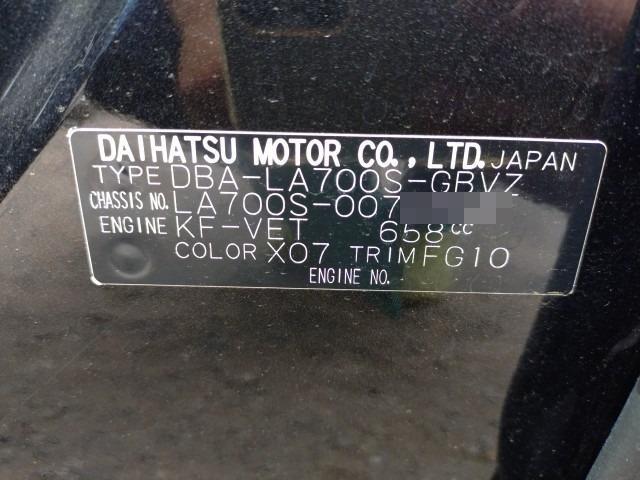 DAIHATSU MOTOR CO., LTD. JAPAN
TYPE DBA-LA700S-GBVZ
CHASSIS NO. LA700S-007
ENGINE KF-VET 658cc
COLOR X07 TRIM FG10
ENGINE NO.